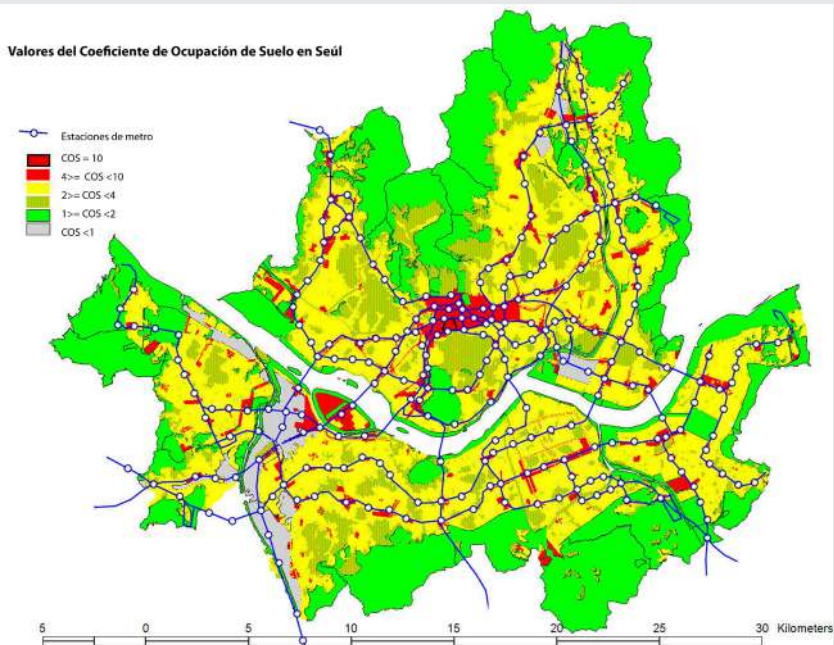 Valores del Coeficiente de Ocupación de Suelo en Seúl
Estaciones de metro
COS = 10
4>= COS <10
2>= COS <4
1>= COS <2
COS <1
5 0 5 10 15 20 25 30 Kilometers